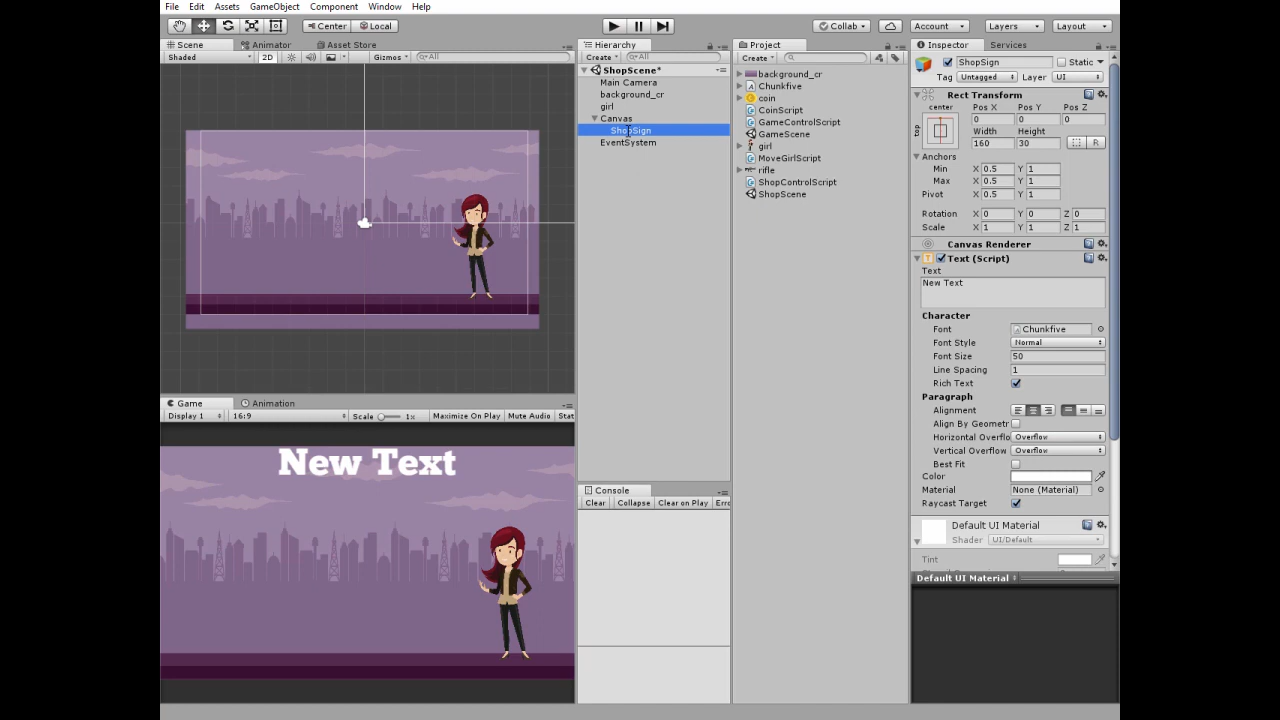 File Edit Assets GameObject Component Window Help
Center Local Collab Account Layers Layout
Scene Animator Asset Store
Shaded 2D Gizmos All
Hierarchy
Create All
ShopScene*
Main Camera
background_cr
girl
Canvas
ShopSign
EventSystem
Project
Create
background_cr
Chunkfive
coin
CoinScript
GameControlScript
GameScene
girl
MoveGirlScript
rifle
ShopControlScript
ShopScene
Inspector Services
ShopSign Static
Tag Untagged Layer UI
Rect Transform
center Pos X Pos Y Pos Z
top 0 0 0
Width Height
160 30 R
Anchors
Min X 0.5 Y 1
Max X 0.5 Y 1
Pivot X 0.5 Y 1
Rotation X 0 Y 0 Z 0
Scale X 1 Y 1 Z 1
Canvas Renderer
Text (Script)
Text
New Text
Character
Font Chunkfive
Font Style Normal
Font Size 50
Line Spacing 1
Rich Text
Paragraph
Alignment
Align By Geometr
Horizontal Overflo Overflow
Vertical Overflow Overflow
Best Fit
Color
Material None (Material)
Raycast Target
Default UI Material
Shader UI/Default
Tint
Default UI Material
Game Animation
Display 1 16:9 Scale 1x Maximize On Play Mute Audio Stat
New Text
Console
Clear Collapse Clear on Play Erro